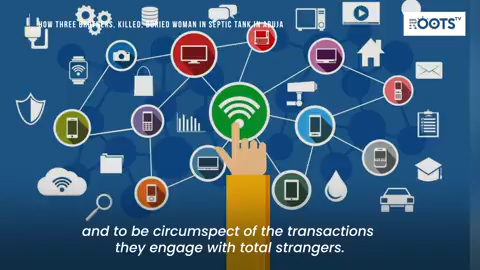 HOW THREE BROTHERS, KILLED, BURIED WOMAN IN SEPTIC TANK IN ABUJA
ROOTS TV
and to be circumspect of the transactions
they engage with total strangers.